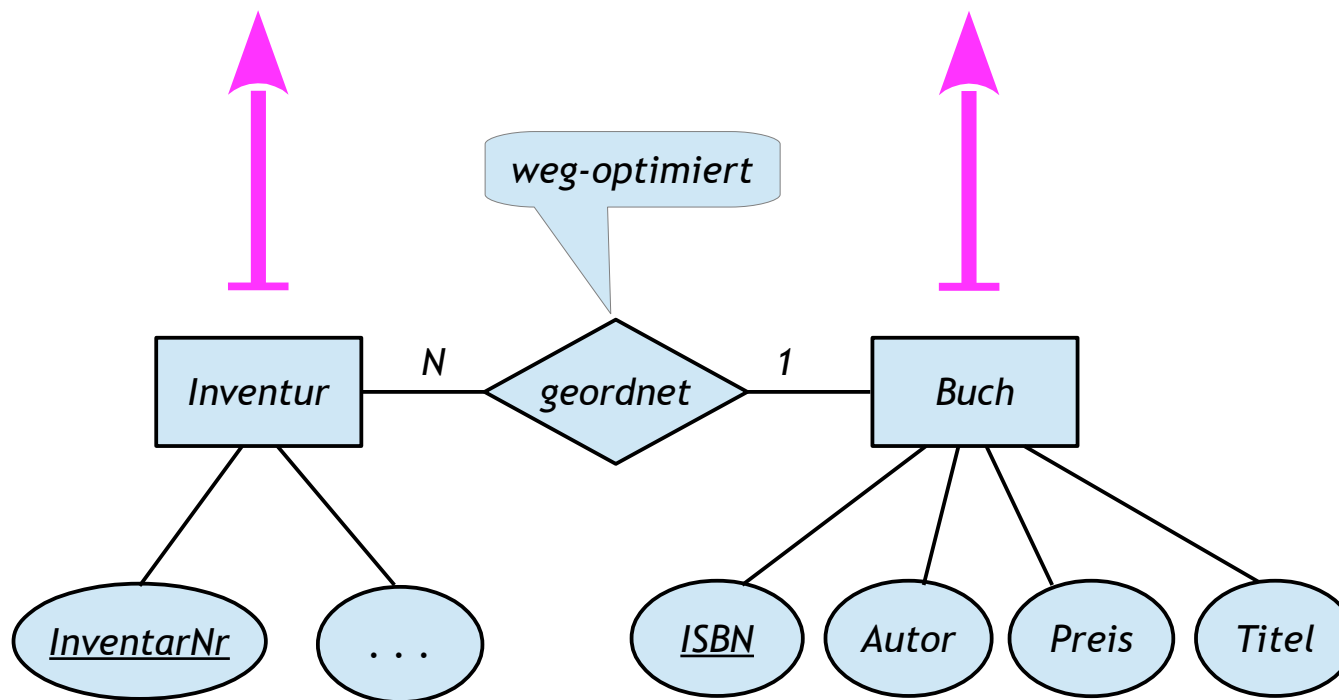 weg-optimiert
N
1
Inventur
geordnet
Buch
InventarNr
. . .
ISBN
Autor
Preis
Titel